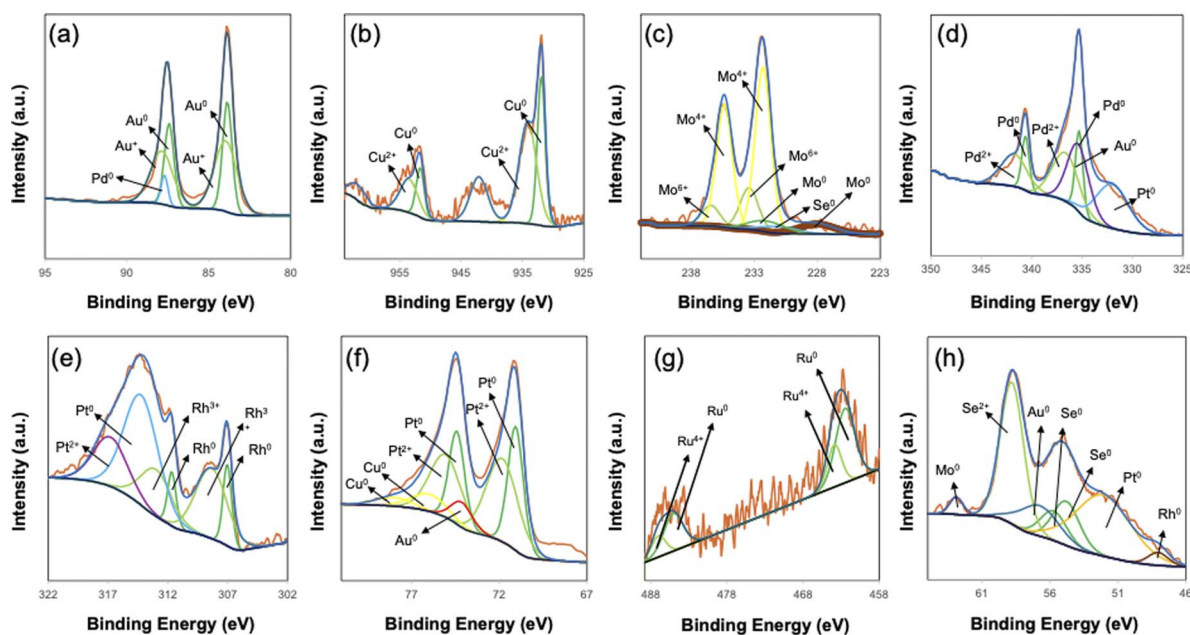 (a)
Intensity (a.u.)
Au⁰
Au⁰
Au⁺
Au⁺
Pd⁰
95
90
85
80
Binding Energy (eV)
(b)
Intensity (a.u.)
Cu⁰
Cu⁰
Cu²⁺
Cu²⁺
955
945
935
925
Binding Energy (eV)
(c)
Intensity (a.u.)
Mo⁴⁺
Mo⁴⁺
Mo⁶⁺
Mo⁶⁺
Mo⁰
Mo⁰
Se⁰
238
233
228
223
Binding Energy (eV)
(d)
Intensity (a.u.)
Pd⁰
Pd⁰
Pd²⁺
Au⁰
Pd²⁺
Pt⁰
350
345
340
335
330
325
Binding Energy (eV)
(e)
Intensity (a.u.)
Pt⁰
Rh³⁺
Rh³
+
Pt²⁺
Rh⁰
Rh⁰
322
317
312
307
302
Binding Energy (eV)
(f)
Intensity (a.u.)
Pt⁰
Pt⁰
Pt²⁺
Pt²⁺
Cu⁰
Cu⁰
Au⁰
77
72
67
Binding Energy (eV)
(g)
Intensity (a.u.)
Ru⁰
Ru⁴⁺
Ru⁰
Ru⁴⁺
488
478
468
458
Binding Energy (eV)
(h)
Intensity (a.u.)
Se²⁺
Au⁰
Se⁰
Se⁰
Pt⁰
Mo⁰
Rh⁰
61
56
51
46
Binding Energy (eV)